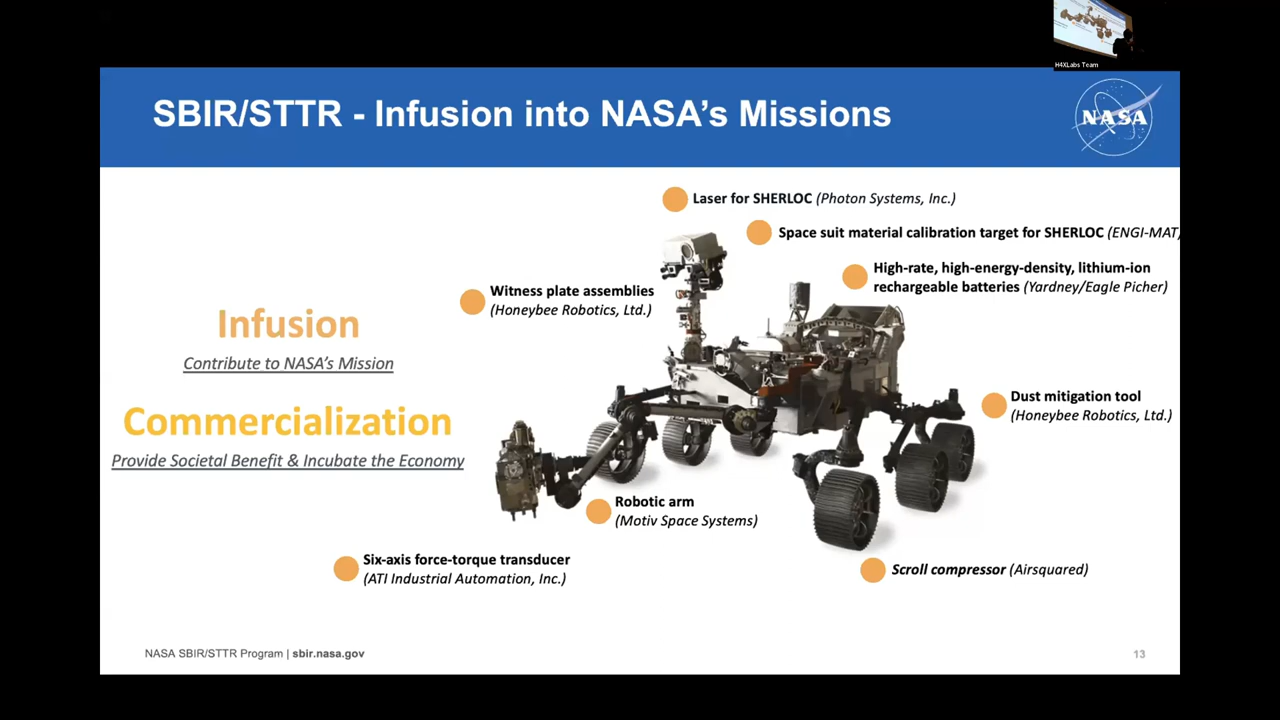 H4XLabs Team
SBIR/STTR - Infusion into NASA's Missions
NASA
Laser for SHERLOC (Photon Systems, Inc.)
Space suit material calibration target for SHERLOC (ENGI-MAT)
High-rate, high-energy-density, lithium-ion
rechargeable batteries (Yardney/Eagle Picher)
Witness plate assemblies
(Honeybee Robotics, Ltd.)
Infusion
Contribute to NASA's Mission
Commercialization
Provide Societal Benefit & Incubate the Economy
Dust mitigation tool
(Honeybee Robotics, Ltd.)
Robotic arm
(Motiv Space Systems)
Six-axis force-torque transducer
(ATI Industrial Automation, Inc.)
Scroll compressor (Airsquared)
NASA SBIR/STTR Program | sbir.nasa.gov
13